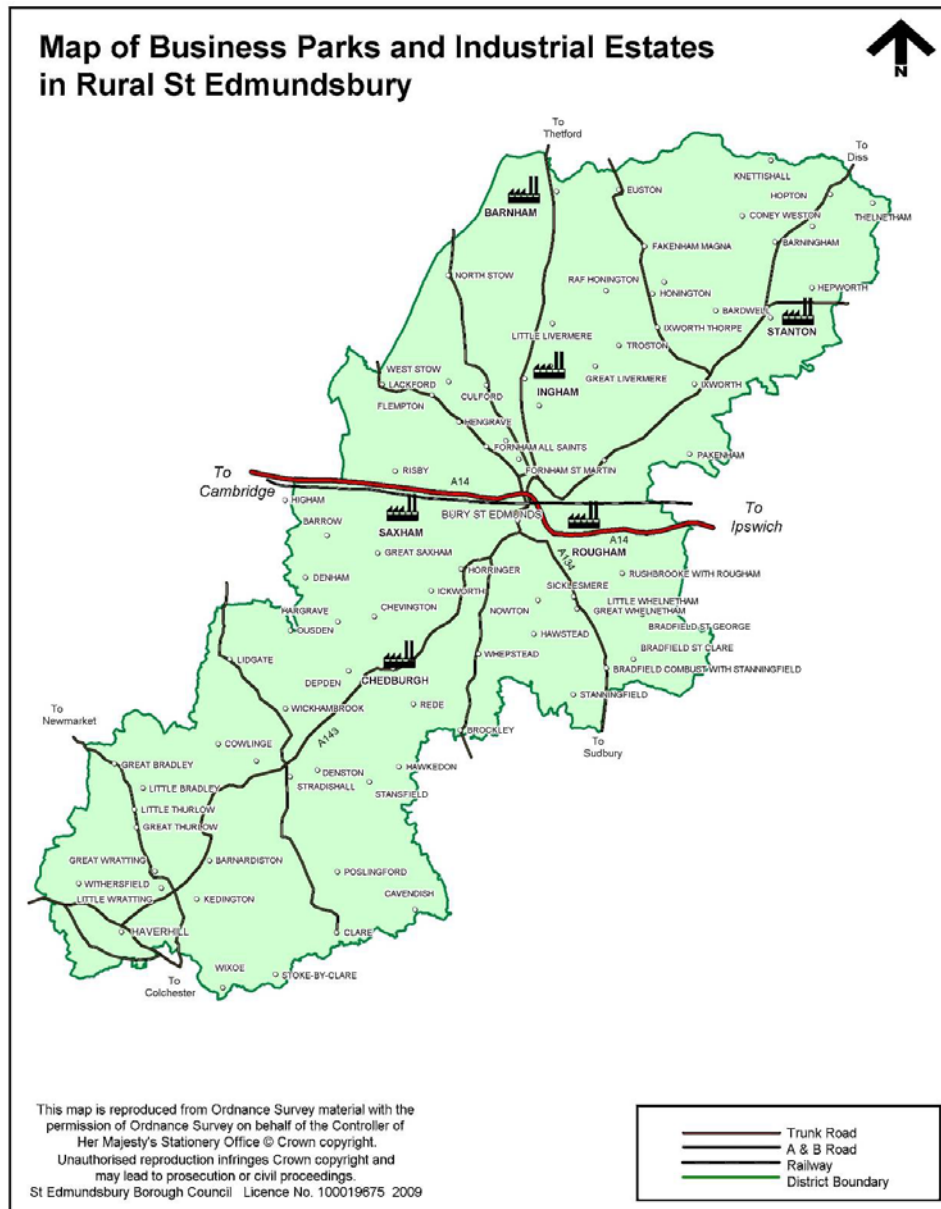 Map of Business Parks and Industrial Estates
in Rural St Edmundsbury
N
To
Thetford
To
Diss
KNETTISHALL
EUSTON
HOPTON
BARNHAM
CONEY WESTON
THELNETHAM
FAKENHAM MAGNA
BARNINGHAM
NORTH STOW
RAF HONINGTON
HONINGTON
HEPWORTH
BARDWELL
STANTON
LITTLE LIVERMERE
IXWORTH THORPE
TROSTON
WEST STOW
LACKFORD
GREAT LIVERMERE
CULFORD
INGHAM
IXWORTH
FLEMPTON
HENGRAVE
FORNHAM ALL SAINTS
PAKENHAM
To
Cambridge
RISBY
FORNHAM ST MARTIN
A14
HIGHAM
To
Ipswich
BARROW
SAXHAM
BURY ST EDMUNDS
ROUGHAM
A14
GREAT SAXHAM
A134
HORRINGER
DENHAM
RUSHBROOKE WITH ROUGHAM
ICKWORTH
SICKLESMERE
LITTLE WHELNETHAM
HARGRAVE
CHEVINGTON
NOWTON
GREAT WHELNETHAM
OUSDEN
HAWSTEAD
BRADFIELD ST GEORGE
LIDGATE
WHEPSTEAD
BRADFIELD ST CLARE
DEPDEN
CHEDBURGH
BRADFIELD COMBUST WITH STANNINGFIELD
WICKHAMBROOK
REDE
STANNINGFIELD
To
Newmarket
A143
BROCKLEY
To
Sudbury
COWLINGE
GREAT BRADLEY
DENSTON
HAWKEDON
LITTLE BRADLEY
STRADISHALL
STANSFIELD
LITTLE THURLOW
GREAT THURLOW
GREAT WRATTING
BARNARDISTON
POSLINGFORD
WITHERSFIELD
LITTLE WRATTING
KEDINGTON
CAVENDISH
HAVERHILL
CLARE
WIXOE
STOKE-BY-CLARE
To
Colchester
This map is reproduced from Ordnance Survey material with the
permission of Ordnance Survey on behalf of the Controller of
Her Majesty's Stationery Office © Crown copyright.
Unauthorised reproduction infringes Crown copyright and
may lead to prosecution or civil proceedings.
St Edmundsbury Borough Council Licence No. 100019675 2009
Trunk Road
A & B Road
Railway
District Boundary